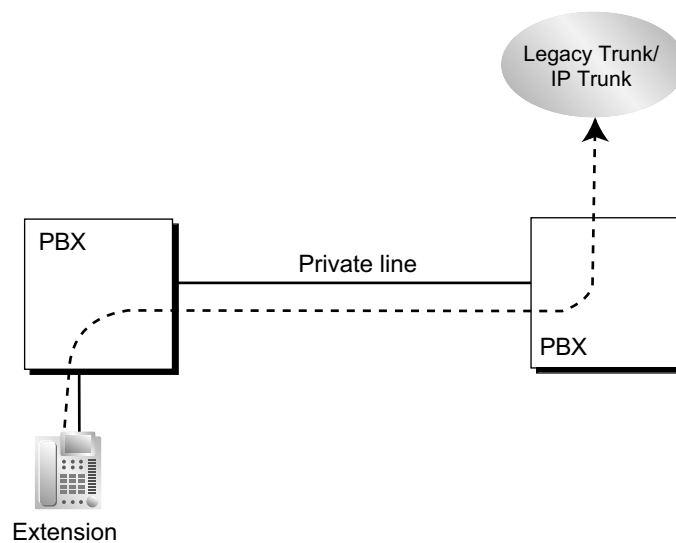 Legacy Trunk/
IP Trunk
PBX
Private line
PBX
Extension